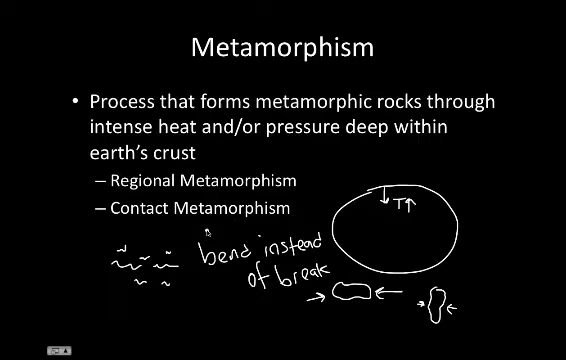 Metamorphism
• Process that forms metamorphic rocks through
intense heat and/or pressure deep within
earth's crust
– Regional Metamorphism
– Contact Metamorphism
T↑
bend instead
of break